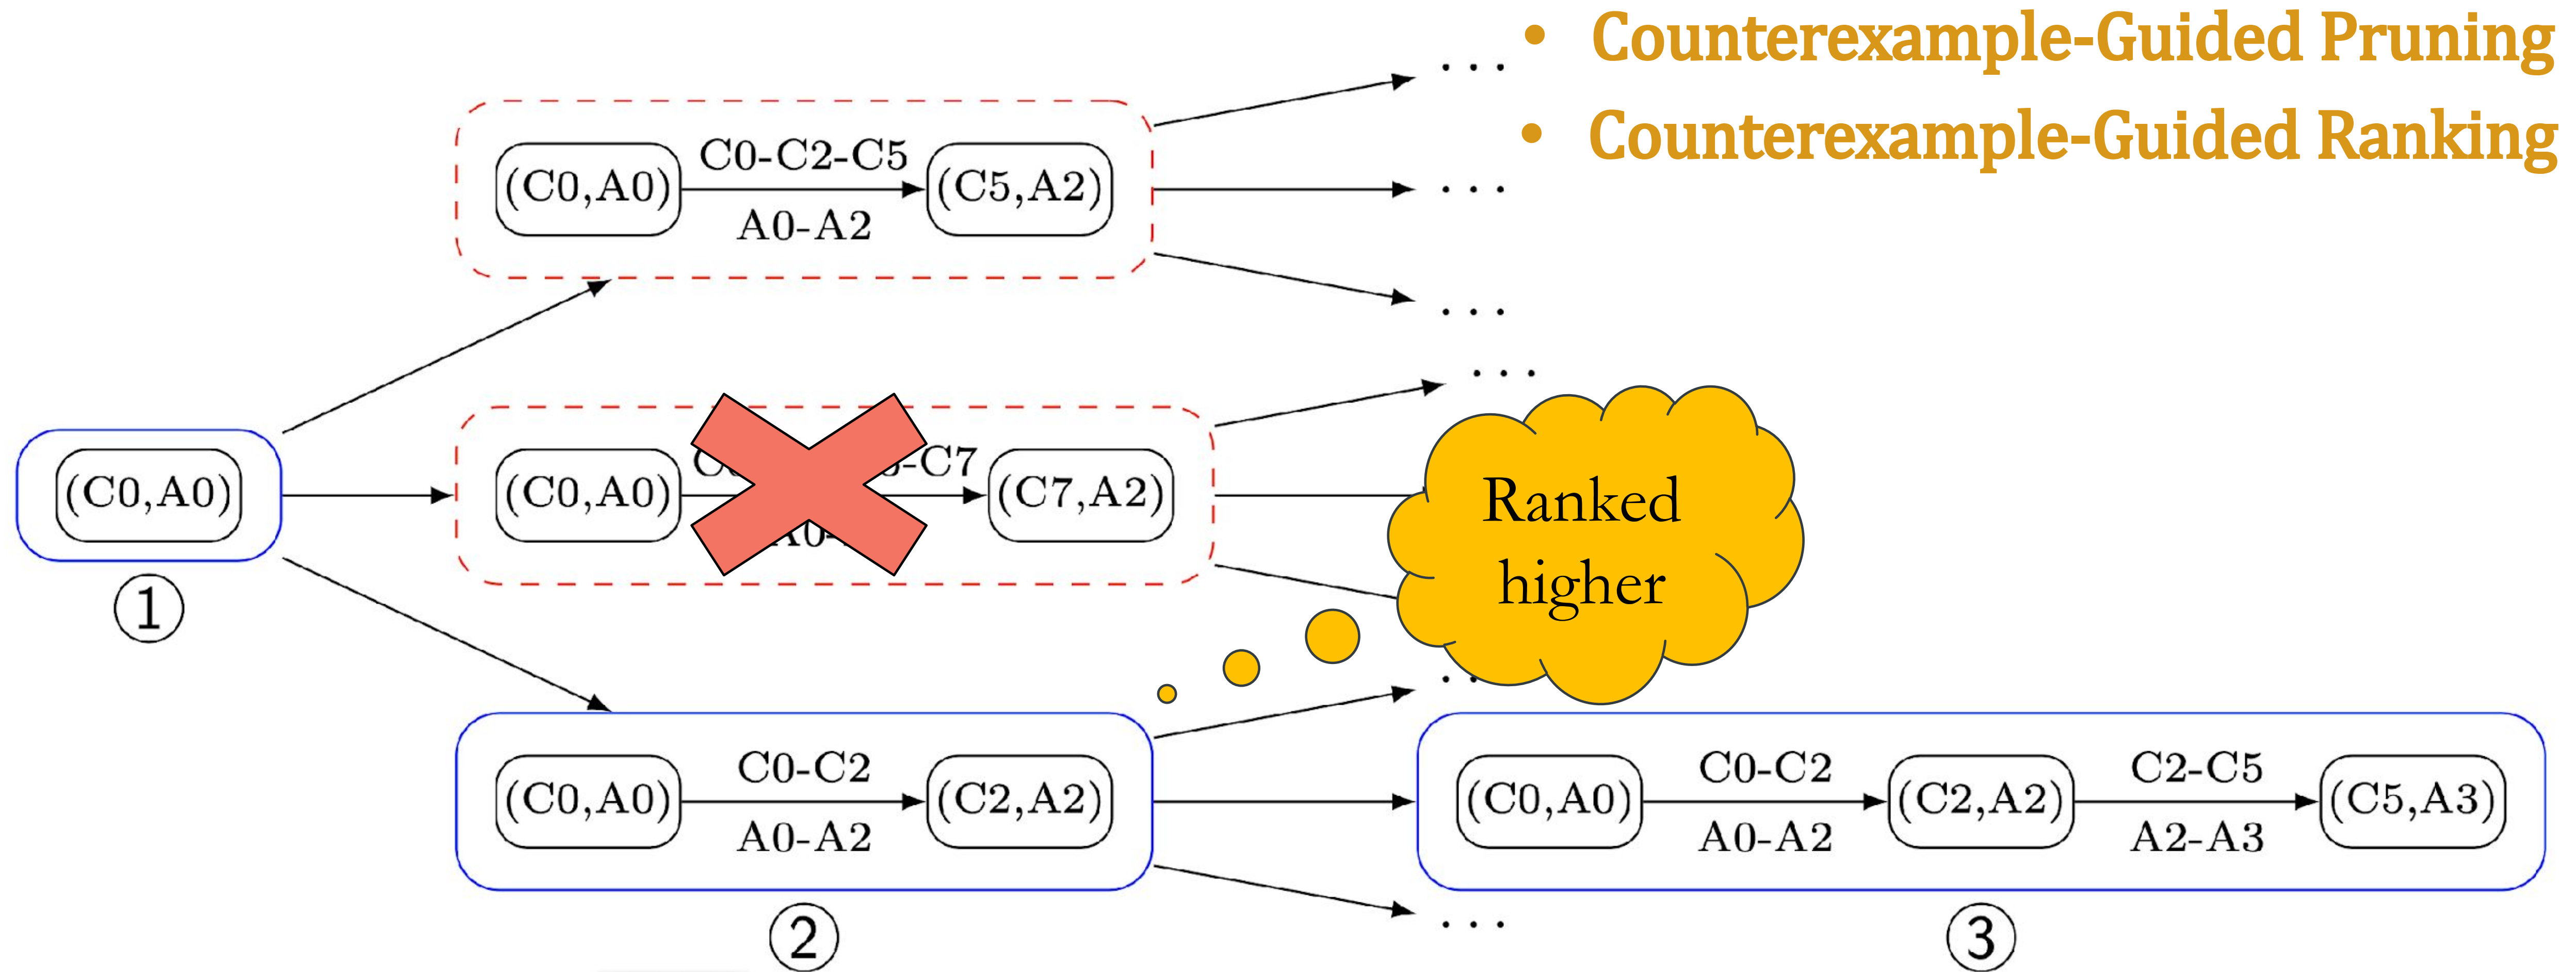 • Counterexample-Guided Pruning
• Counterexample-Guided Ranking
...
C0-C2-C5
(C0,A0) (C5,A2)
A0-A2
...
...
...
-C7
(C0,A0)
(C0,A0) (C7,A2)
Ranked
higher
①
C0-C2
(C0,A0) (C2,A2)
A0-A2
C0-C2 C2-C5
(C0,A0) (C2,A2) (C5,A3)
A0-A2 A2-A3
...
②
③